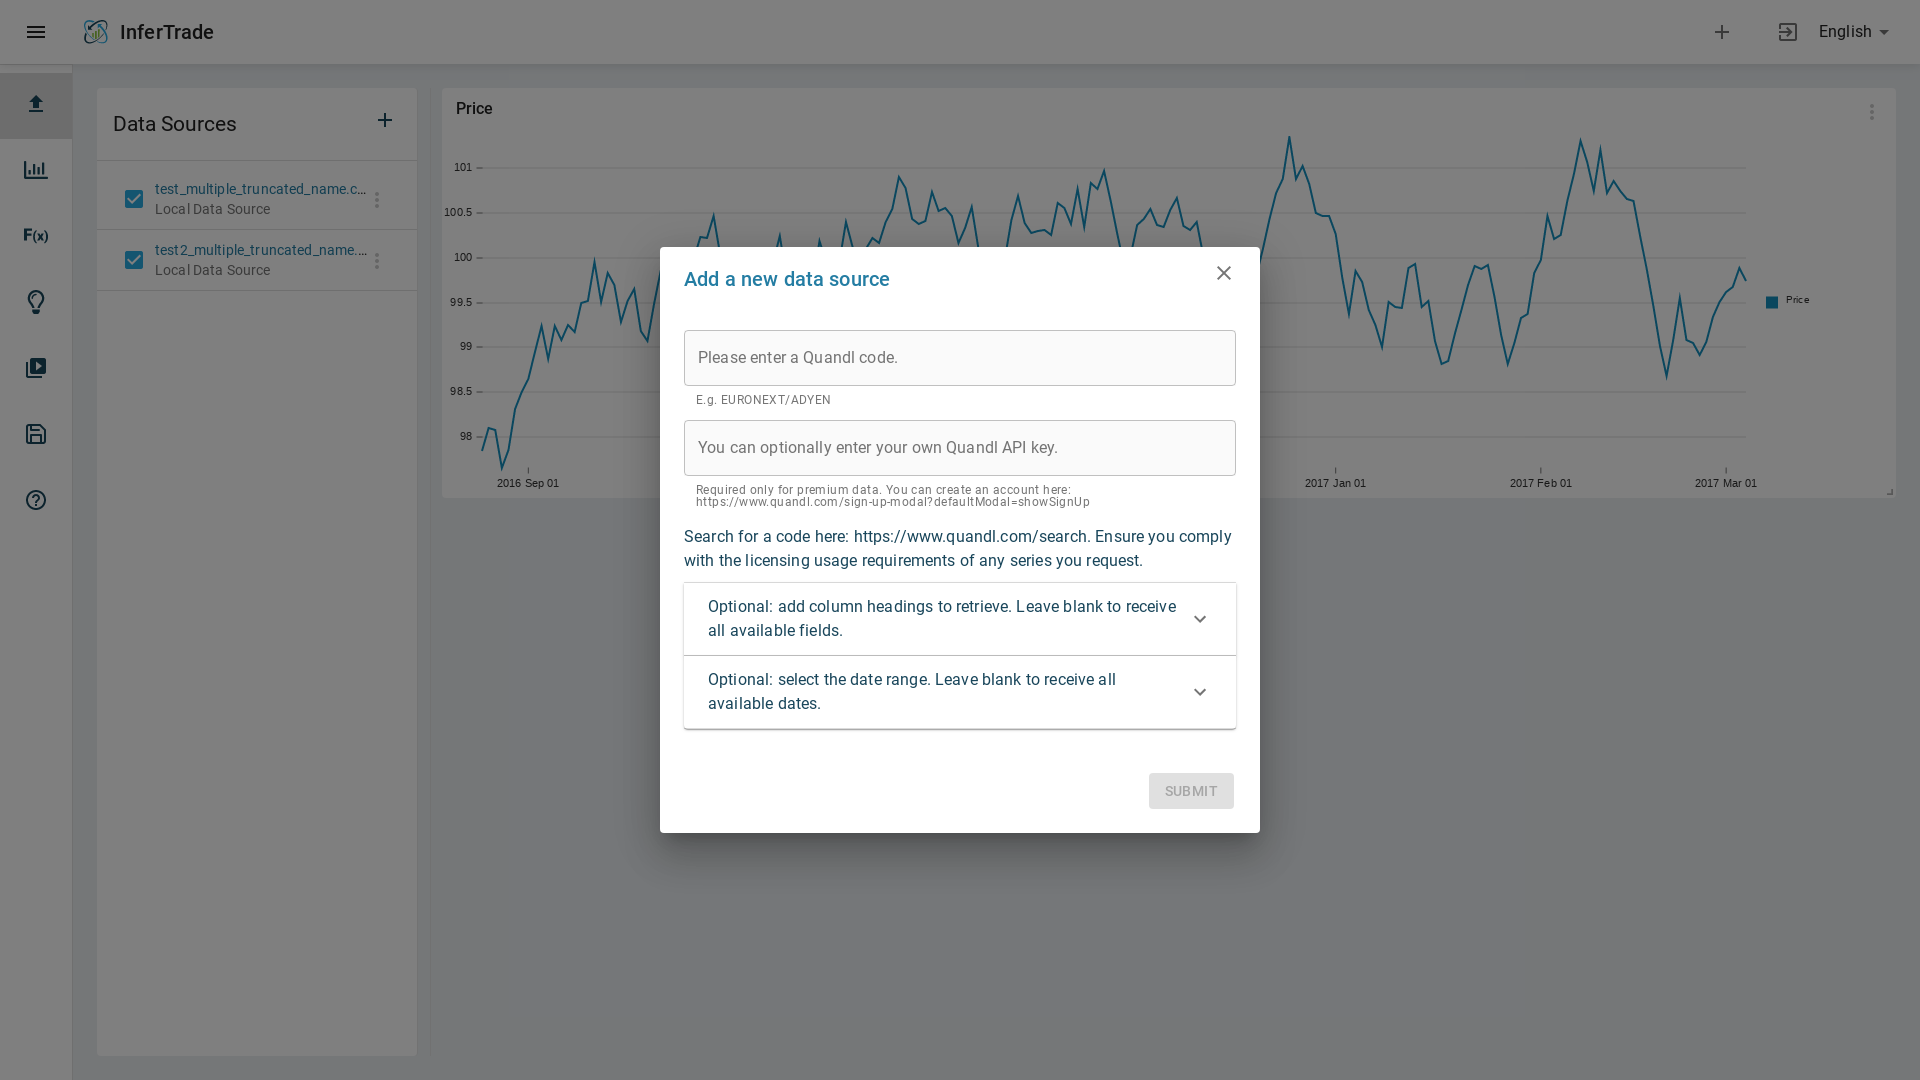 InferTrade
English
Data Sources
test_multiple_truncated_name.c...
Local Data Source
test2_multiple_truncated_name....
Local Data Source
F(x)
Price
101
100.5
100
99.5
99
98.5
98
2016 Sep 01
2017 Jan 01
2017 Feb 01
2017 Mar 01
Price
Add a new data source
Please enter a Quandl code.
E.g. EURONEXT/ADYEN
You can optionally enter your own Quandl API key.
Required only for premium data. You can create an account here:
https://www.quandl.com/sign-up-modal?defaultModal=showSignUp
Search for a code here: https://www.quandl.com/search. Ensure you comply
with the licensing usage requirements of any series you request.
Optional: add column headings to retrieve. Leave blank to receive
all available fields.
Optional: select the date range. Leave blank to receive all
available dates.
SUBMIT